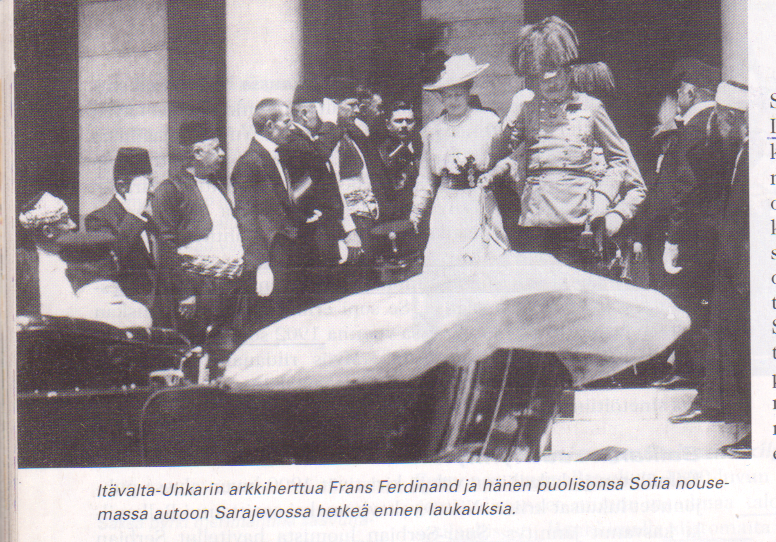 Itävalta-Unkarin arkkiherttua Frans Ferdinand ja hänen puolisonsa Sofia nouse-
massa autoon Sarajevossa hetkeä ennen laukauksia.